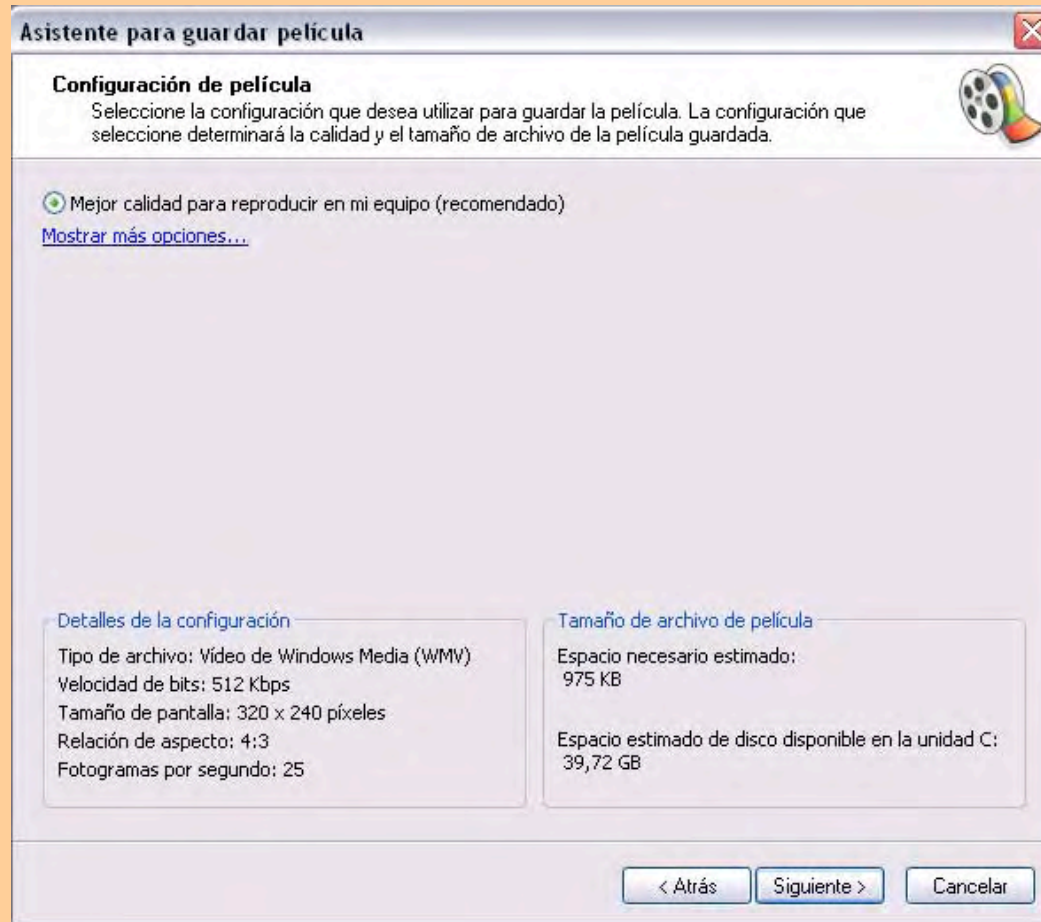 Asistente para guardar película
Configuración de película
Seleccione la configuración que desea utilizar para guardar la película. La configuración que
seleccione determinará la calidad y el tamaño de archivo de la película guardada.
Mejor calidad para reproducir en mi equipo (recomendado)
Mostrar más opciones...
Detalles de la configuración
Tipo de archivo: Vídeo de Windows Media (WMV)
Velocidad de bits: 512 Kbps
Tamaño de pantalla: 320 x 240 píxeles
Relación de aspecto: 4:3
Fotogramas por segundo: 25
Tamaño de archivo de película
Espacio necesario estimado:
975 KB
Espacio estimado de disco disponible en la unidad C:
39,72 GB
< Atrás
Siguiente >
Cancelar